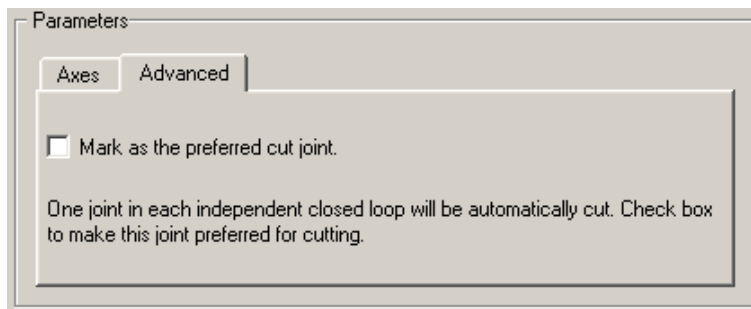 Parameters
Axes Advanced
Mark as the preferred cut joint.
One joint in each independent closed loop will be automatically cut. Check box
to make this joint preferred for cutting.